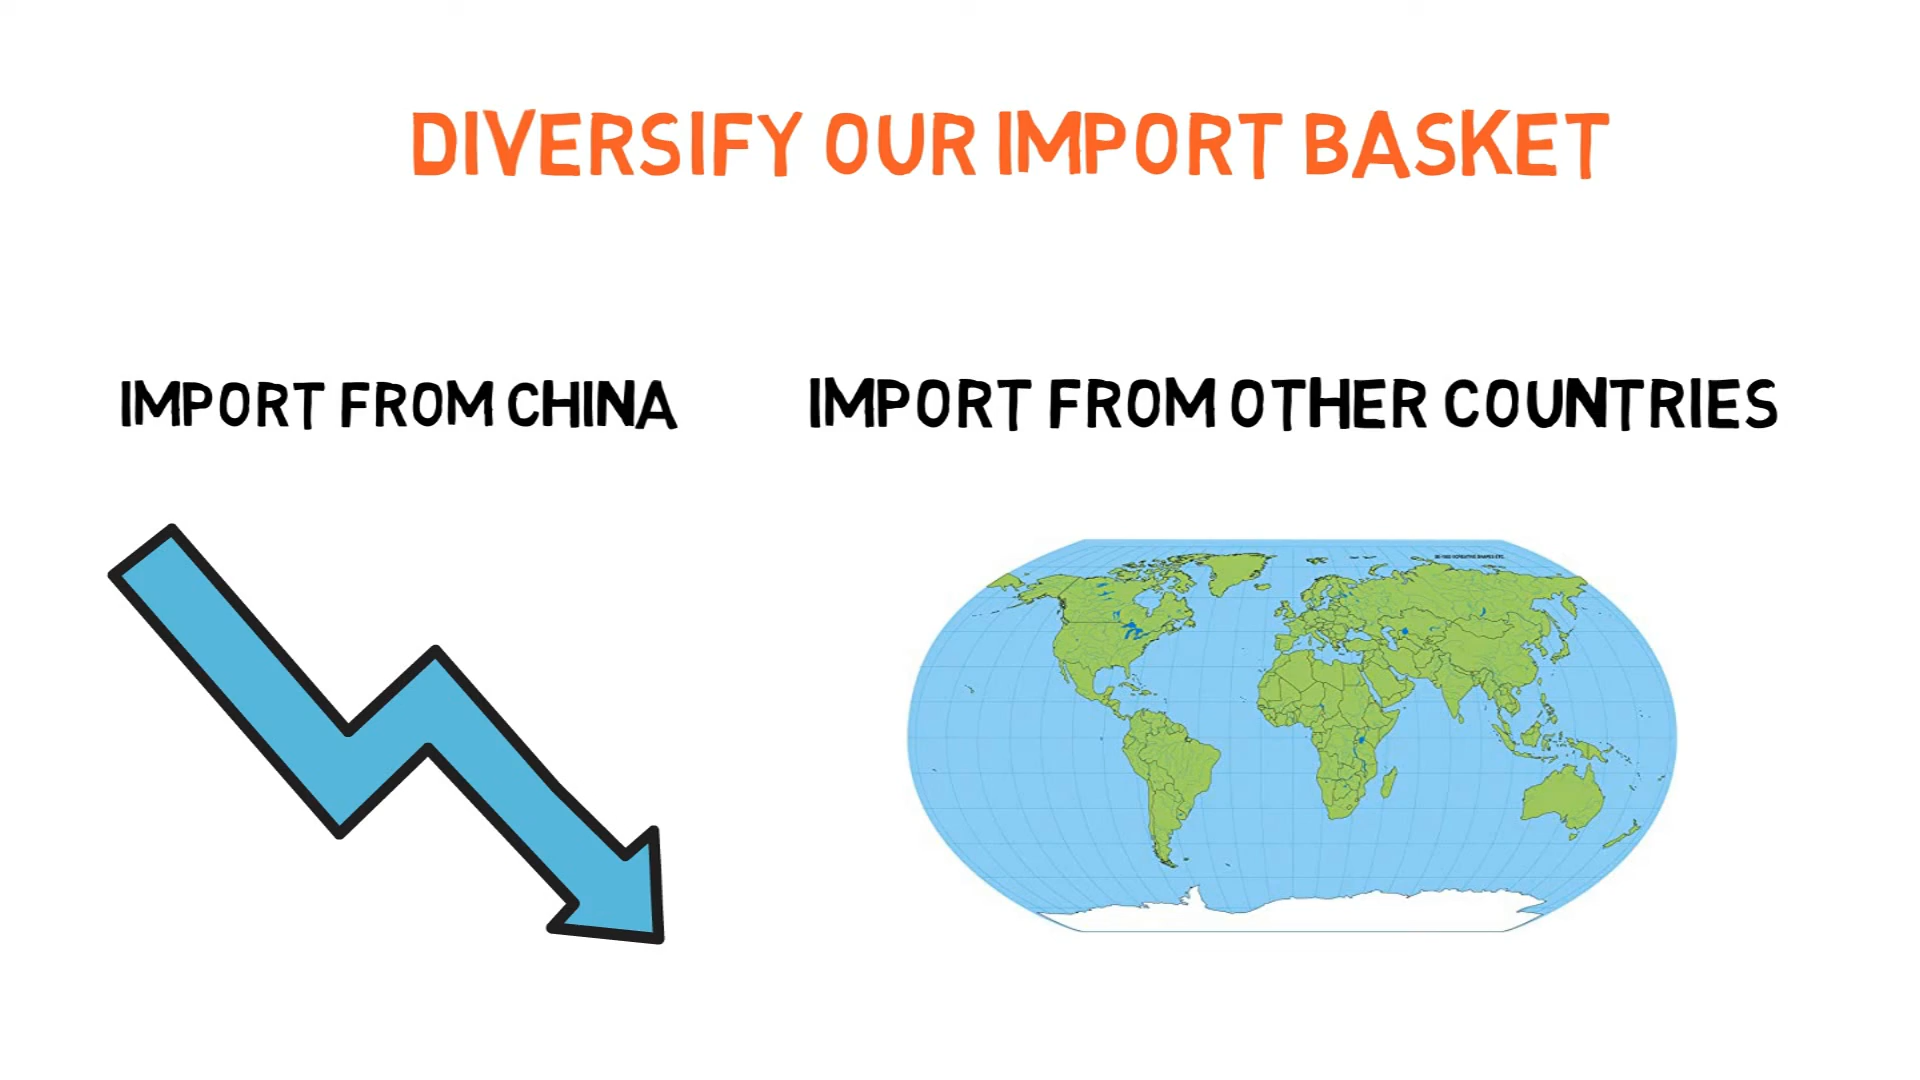 DIVERSIFY OUR IMPORT BASKET
IMPORT FROM CHINA
IMPORT FROM OTHER COUNTRIES